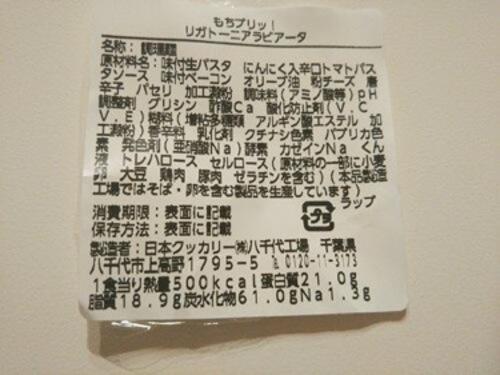 もちプリッ!
リガトーニアラビアータ
名称:調理麺
原材料名:味付生パスタ にんにく入辛口トマトパス
タソース 味付ベーコン オリーブ油 粉チーズ 唐
辛子 パセリ 加工澱粉 調味料(アミノ酸等)pH
調整剤 グリシン 酢酸Ca 酸化防止剤(V.C
V.E)糊料(増粘多糖類 アルギン酸エステル 加
工澱粉)香辛料 乳化剤 クチナシ色素 パプリカ色
素 発色剤(亜硝酸Na)酵素 カゼインNa くん
液 トレハロース セルロース(原材料の一部に小麦
卵 大豆 鶏肉 豚肉 ゼラチンを含む)(本品製造
工場ではそば・卵を含む製品を生産しています)
消費期限:表面に記載
保存方法:表面に記載
プラ
ラップ
製造者:日本クッカリー㈱八千代工場 千葉県
八千代市上高野1795-5 ℡0120-11-3173
1食当り熱量500kcal蛋白質21.0g
脂質18.9g炭水化物61.0gNa1.3g